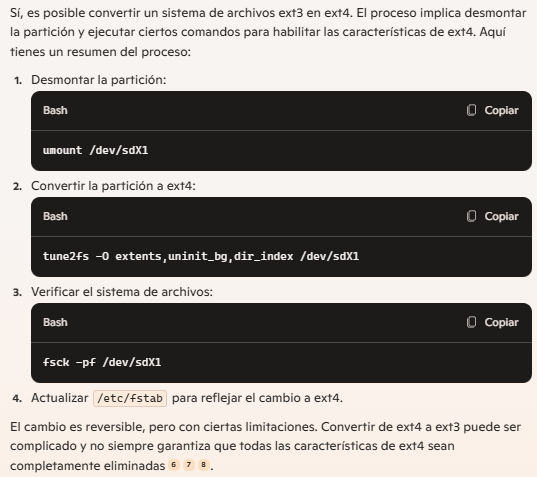 Sí, es posible convertir un sistema de archivos ext3 en ext4. El proceso implica desmontar
la partición y ejecutar ciertos comandos para habilitar las características de ext4. Aquí
tienes un resumen del proceso:
1. Desmontar la partición:
Bash Copiar
umount /dev/sdX1
2. Convertir la partición a ext4:
Bash Copiar
tune2fs -O extents,uninit_bg,dir_index /dev/sdX1
3. Verificar el sistema de archivos:
Bash Copiar
fsck -pf /dev/sdX1
4. Actualizar /etc/fstab para reflejar el cambio a ext4.
El cambio es reversible, pero con ciertas limitaciones. Convertir de ext4 a ext3 puede ser
complicado y no siempre garantiza que todas las características de ext4 sean
completamente eliminadas 6 7 8.